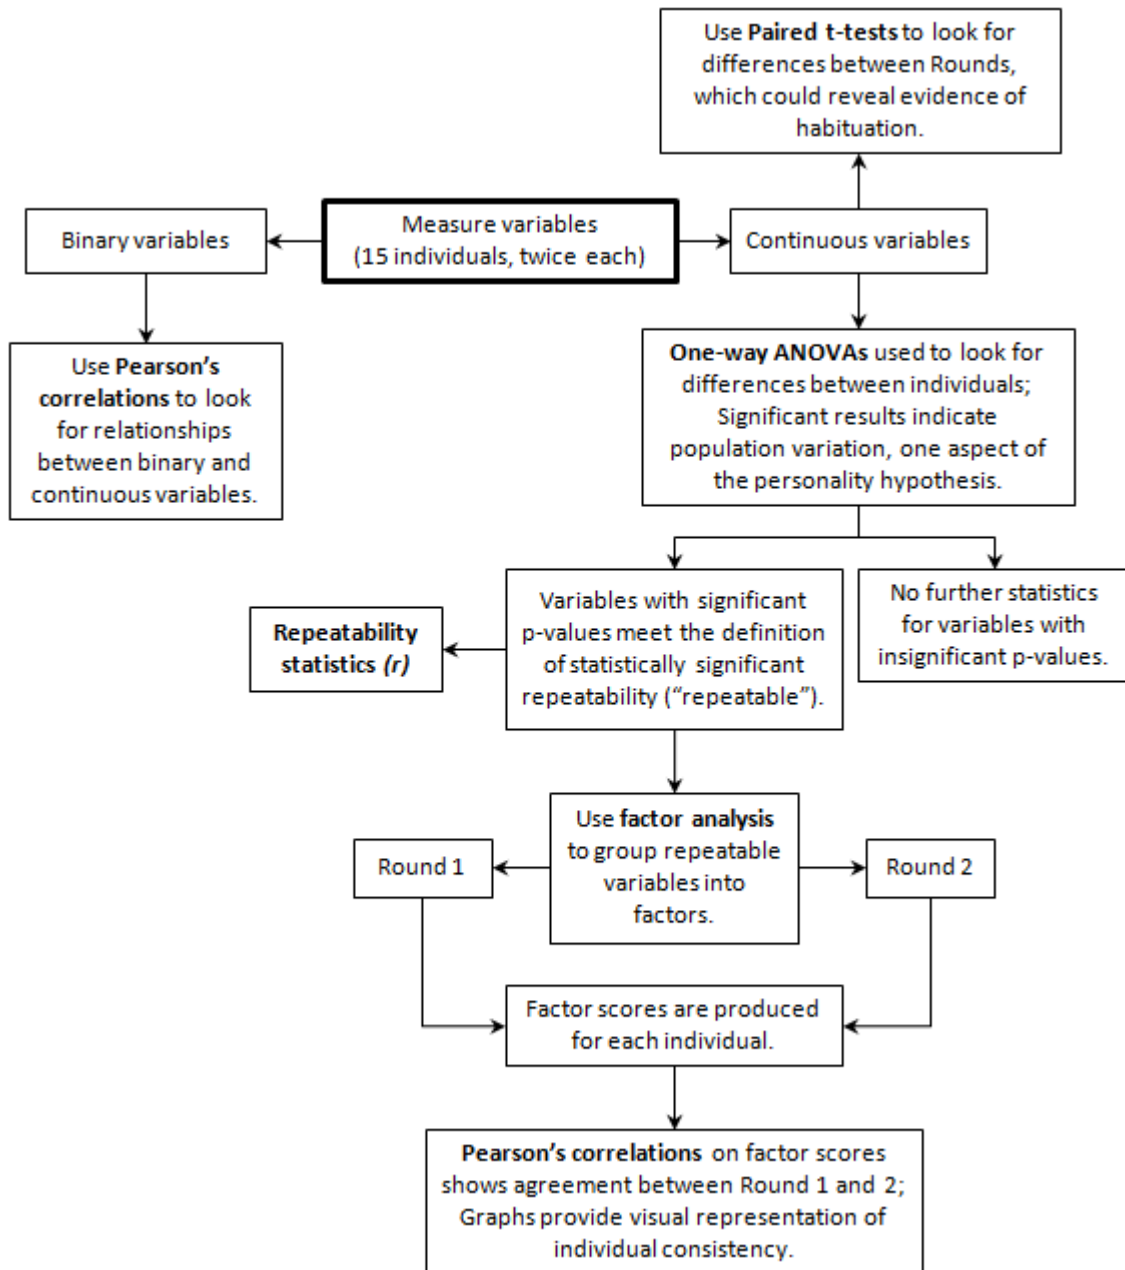 Use Paired t-tests to look for
differences between Rounds,
which could reveal evidence of
habituation.
Binary variables
Measure variables
(15 individuals, twice each)
Continuous variables
Use Pearson’s
correlations to look
for relationships
between binary and
continuous variables.
One-way ANOVAs used to look for
differences between individuals;
Significant results indicate
population variation, one aspect of
the personality hypothesis.
Repeatability
statistics (r)
Variables with significant
p-values meet the definition
of statistically significant
repeatability (“repeatable”).
No further statistics
for variables with
insignificant p-values.
Use factor analysis
to group repeatable
variables into
factors.
Round 1
Round 2
Factor scores are produced
for each individual.
Pearson’s correlations on factor scores
shows agreement between Round 1 and 2;
Graphs provide visual representation of
individual consistency.